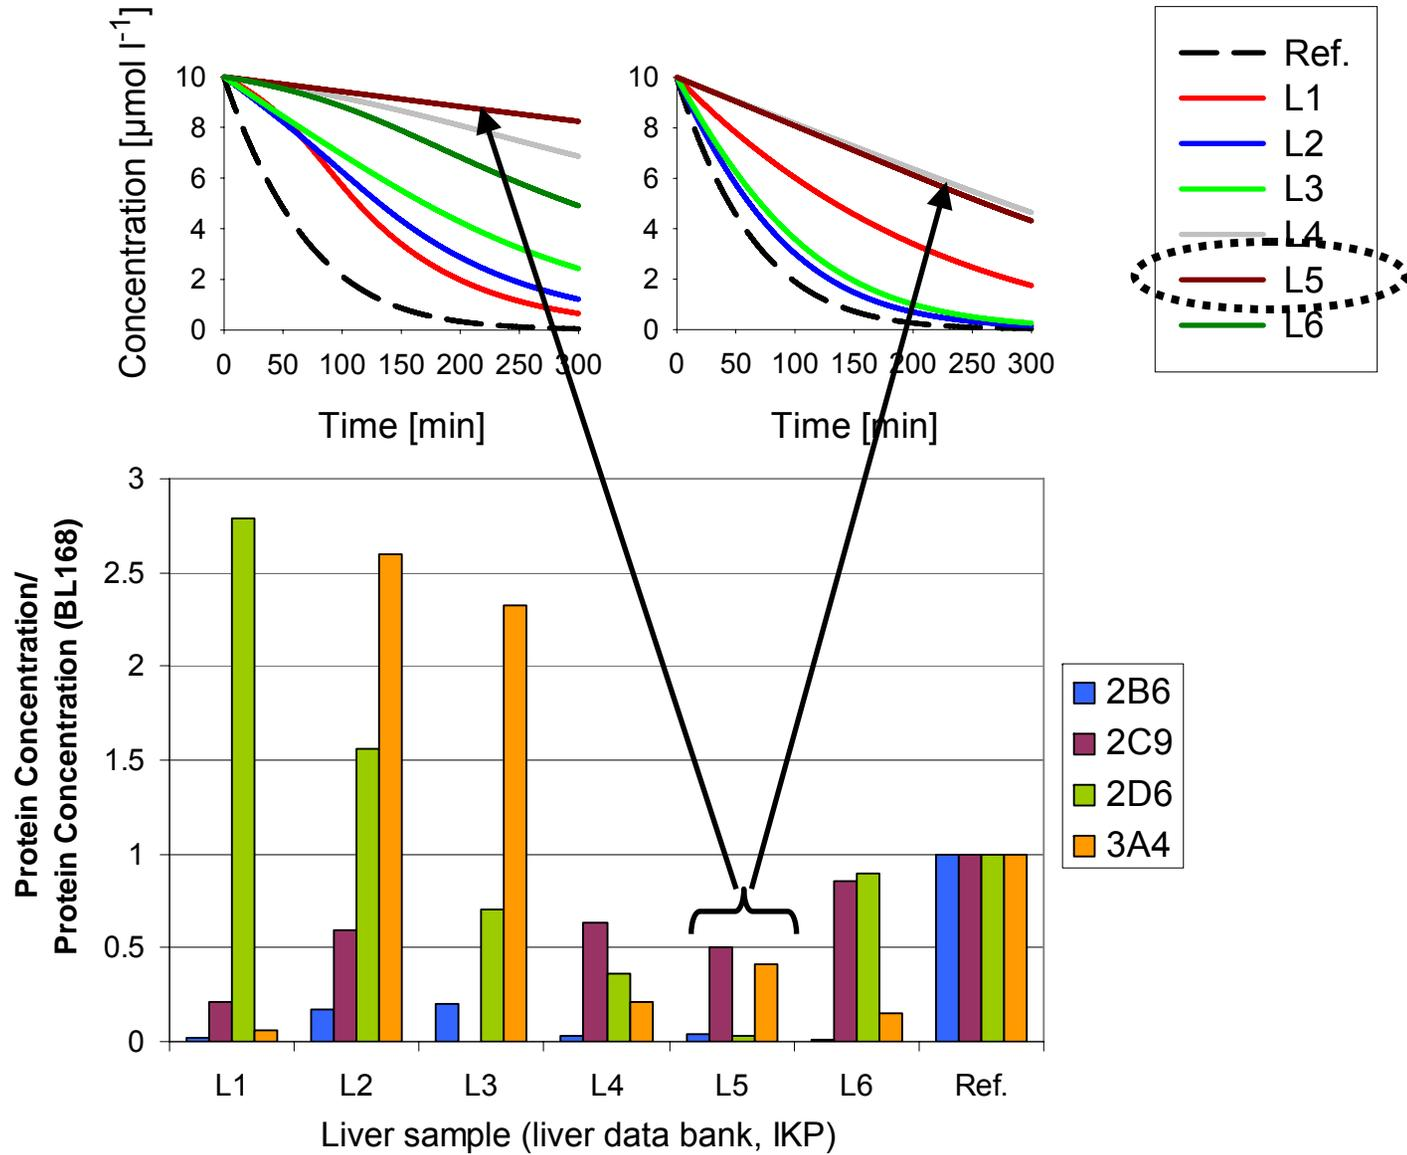 Concentration [µmol l-1]
10
8
6
4
2
0
0 50 100 150 200 250 300
Time [min]
10
8
6
4
2
0
0 50 100 150 200 250 300
Time [min]
Ref.
L1
L2
L3
L4
L5
L6
Protein Concentration/
Protein Concentration (BL168)
3
2.5
2
1.5
1
0.5
0
L1 L2 L3 L4 L5 L6 Ref.
Liver sample (liver data bank, IKP)
2B6
2C9
2D6
3A4